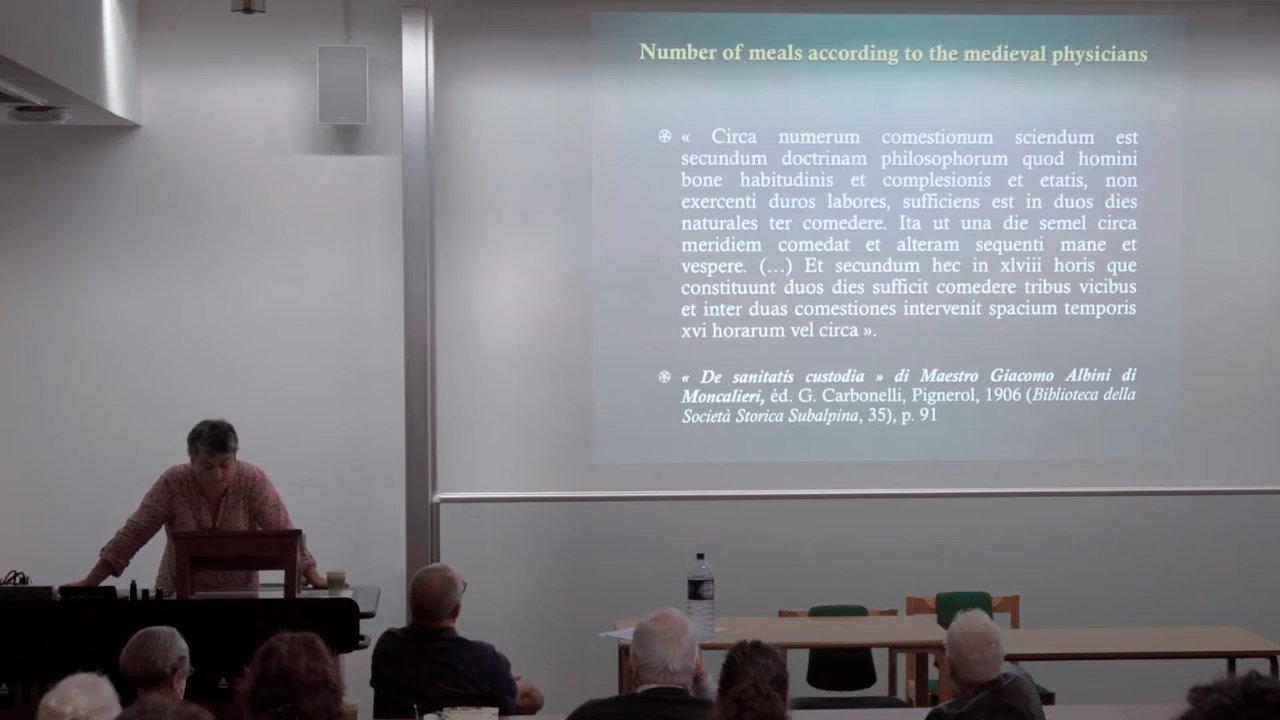 Number of meals according to the medieval physicians
« Circa numerum comestionum sciendum est
secundum doctrinam philosophorum quod homini
bone habitudinis et complesionis et etatis, non
exercenti duros labores, sufficiens est in duos dies
naturales ter comedere. Ita ut una die semel circa
meridiem comedat et alteram sequenti mane et
vespere. (…) Et secundum hec in xlviii horis que
constituunt duos dies sufficit comedere tribus vicibus
et inter duas comestiones intervenit spacium temporis
xvi horarum vel circa ».
« De sanitatis custodia » di Maestro Giacomo Albini di
Moncalieri, éd. G. Carbonelli, Pignerol, 1906 (Biblioteca della
Società Storica Subalpina, 35), p. 91